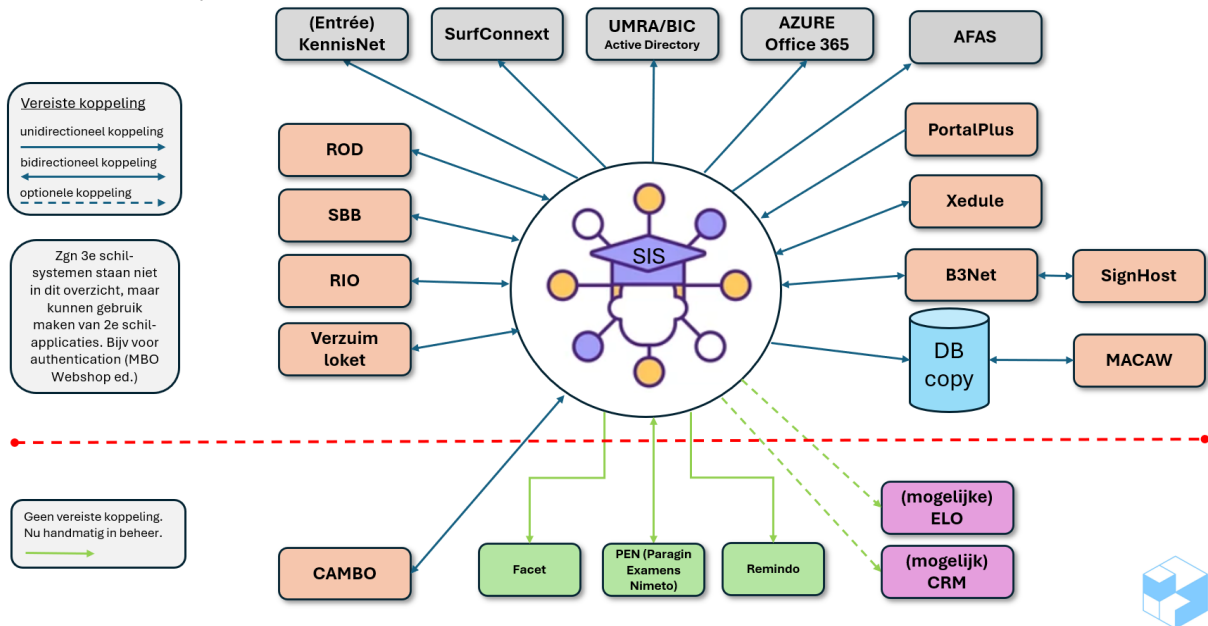 (Entrée)
KennisNet
SurfConnext
UMRA/BIC
Active Directory
AZURE
Office 365
AFAS
Vereiste koppeling
unidirectioneel koppeling
bidirectioneel koppeling
optionele koppeling
ROD
SBB
RIO
Verzuim
loket
SIS
PortalPlus
Xedule
B3Net
SignHost
DB
copy
MACAW
Zgn 3e schil-
systemen staan niet
in dit overzicht, maar
kunnen gebruik
maken van 2e schil-
applicaties. Bijv voor
authentication (MBO
Webshop ed.)
Geen vereiste koppeling.
Nu handmatig in beheer.
CAMBO
Facet
PEN (Paragin
Examens
Nimeto)
Remindo
(mogelijke)
ELO
(mogelijk)
CRM